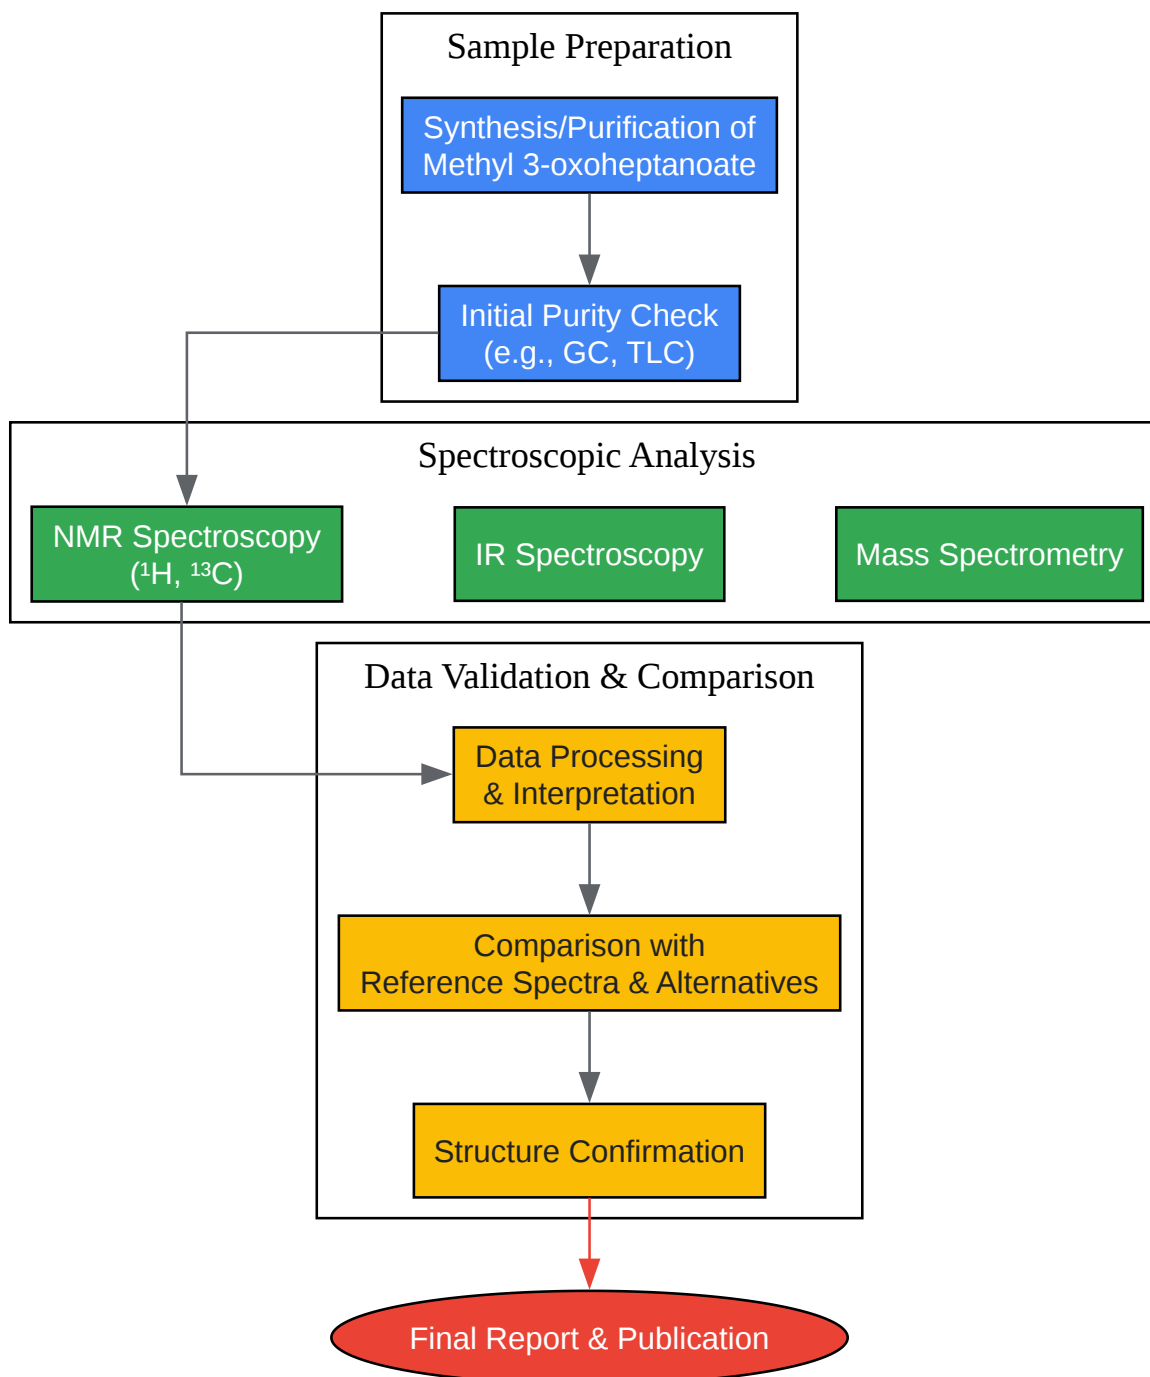 Sample Preparation
Synthesis/Purification of
Methyl 3-oxoheptanoate
Initial Purity Check
(e.g., GC, TLC)
Spectroscopic Analysis
NMR Spectroscopy
(¹H, ¹³C)
IR Spectroscopy
Mass Spectrometry
Data Validation & Comparison
Data Processing
& Interpretation
Comparison with
Reference Spectra & Alternatives
Structure Confirmation
Final Report & Publication